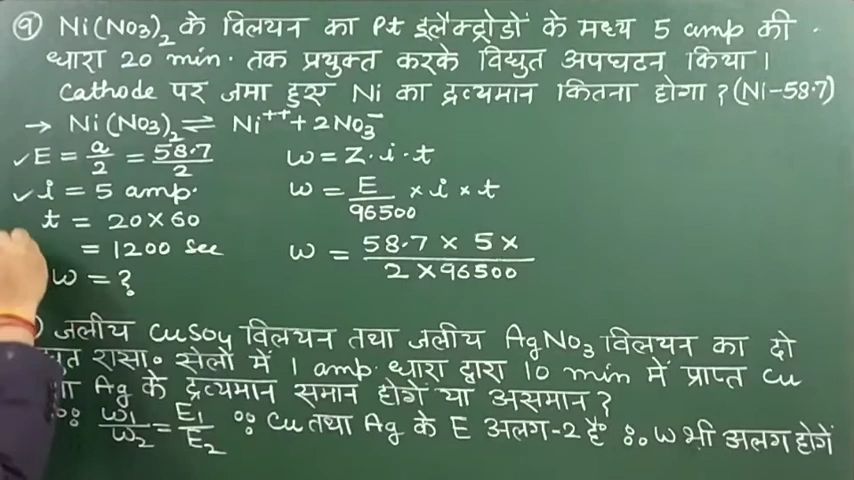 ९) Ni(NO₃)₂ के विलयन का Pt इलैक्ट्रोडों के मध्य 5 amp की
धारा 20 min. तक प्रयुक्त करके विद्युत अपघटन किया।
Cathode पर जमा हुए Ni का द्रव्यमान कितना होगा? (Ni-58.7)
→ Ni(NO₃)₂ ⇌ Ni⁺⁺ + 2NO₃⁻
✓ E = a/2 = 58.7/2 w = Z. i. t
✓ i = 5 amp. w = E/96500 × i × t
t = 20 × 60
= 1200 Sec w = 58.7 × 5 × / 2 × 96500
w = ?
) जलीय CuSO₄ विलयन तथा जलीय AgNO₃ विलयन का दो
रासा॰ सेलों में 1 amp. धारा द्वारा 10 min में प्राप्त Cu
Ag के द्रव्यमान समान होगें या असमान?
∵ w₁/w₂ = E₁/E₂ ∵ Cu तथा Ag के E अलग-2 है ∴ w भी अलग होगें